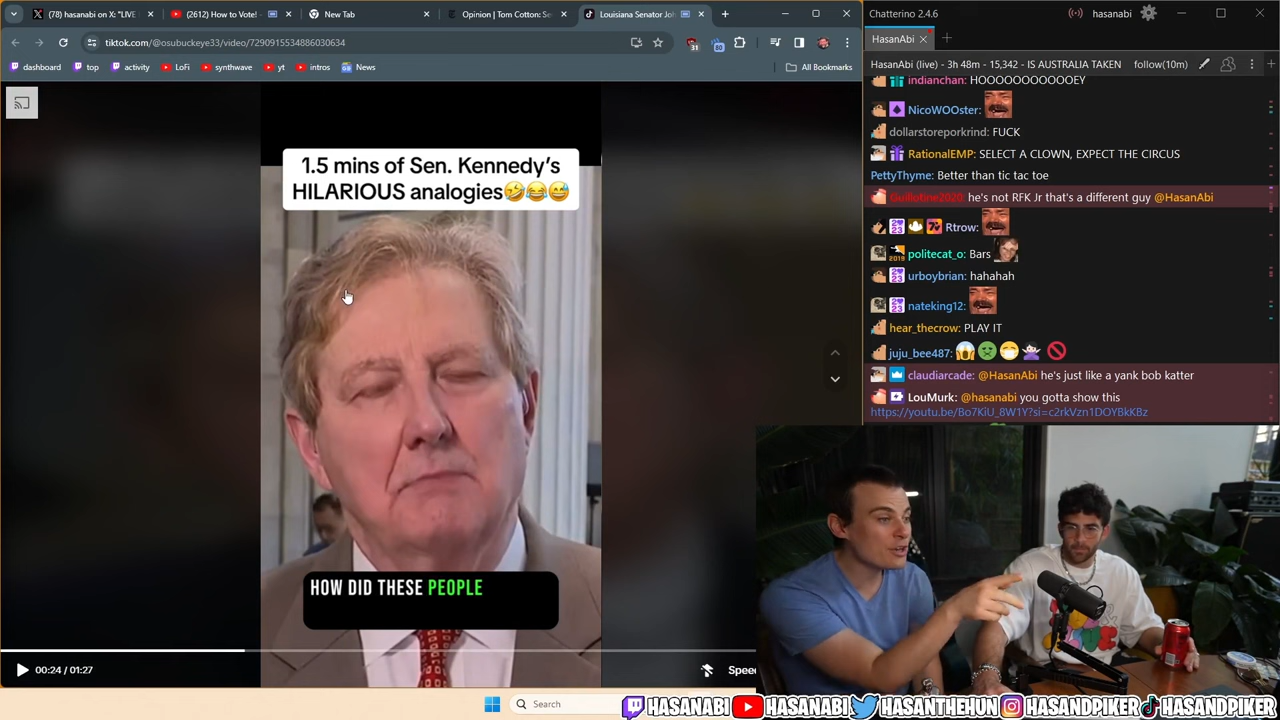 (78) hasanabi on X: "LIVE
(2612) How to Vote! -
New Tab
Opinion | Tom Cotton: Se
Louisiana Senator Jo
tiktok.com/@osubuckeye33/video/7290915534886030634
31
80
dashboard
top
activity
LoFi
synthwave
yt
intros
News
All Bookmarks
1.5 mins of Sen. Kennedy's
HILARIOUS analogies🤣😂😅
HOW DID THESE PEOPLE
00:24 / 01:27
Speed
Search
Chatterino 2.4.6
hasanabi
HasanAbi
HasanAbi (live) - 3h 48m - 15,342 - IS AUSTRALIA TAKEN
follow(10m)
indianchan: HOOOOOOOOOOOEY
NicoWOOster:
dollarstoreporkrind: FUCK
RationalEMP: SELECT A CLOWN, EXPECT THE CIRCUS
PettyThyme: Better than tic tac toe
Guillotine2020: he's not RFK Jr that's a different guy @HasanAbi
Rtrow:
politecat_o: Bars
urboybrian: hahahah
nateking12:
hear_thecrow: PLAY IT
juju_bee487: 😱🤢😷🙅🏻‍♀️🚫
claudiarcade: @HasanAbi he's just like a yank bob katter
LouMurk: @hasanabi you gotta show this
https://youtu.be/Bo7KiU_8W1Y?si=c2rkVzn1DOYBkKBz
HASANABI
HASANABI
HASANTHEHUN
HASANDPIKER
HASANDPIKER